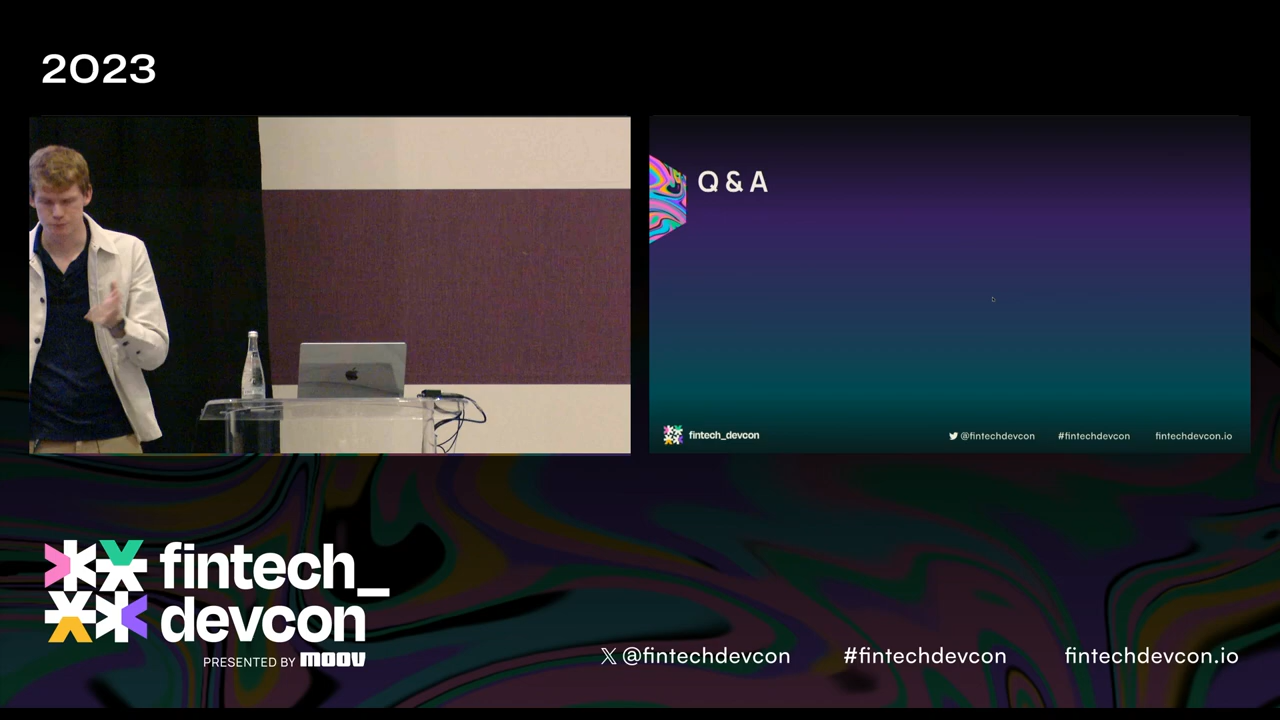 2023
Q & A
fintech_devcon
@fintechdevcon
#fintechdevcon
fintechdevcon.io
fintech_
devcon
PRESENTED BY moov
𝕏 @fintechdevcon
#fintechdevcon
fintechdevcon.io